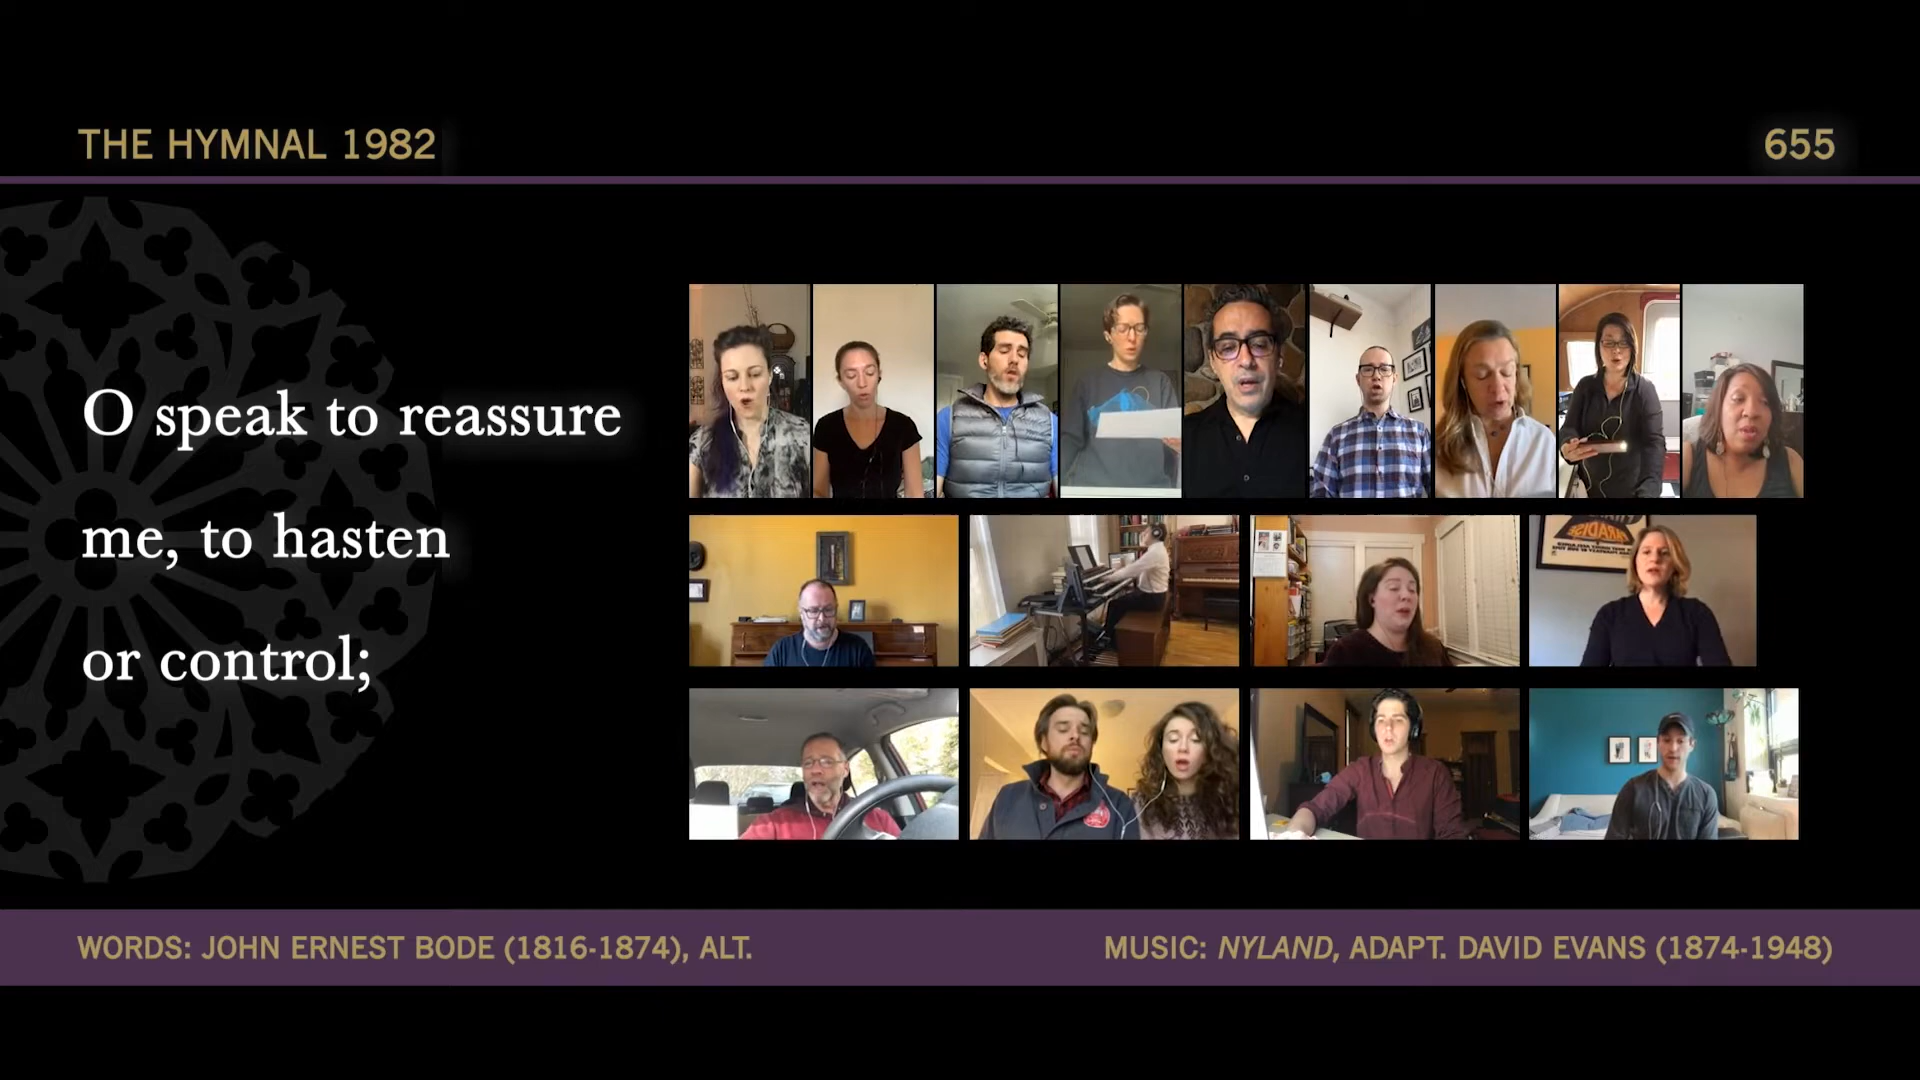 THE HYMNAL 1982
655
O speak to reassure
me, to hasten
or control;
WORDS: JOHN ERNEST BODE (1816-1874), ALT.
MUSIC: NYLAND, ADAPT. DAVID EVANS (1874-1948)